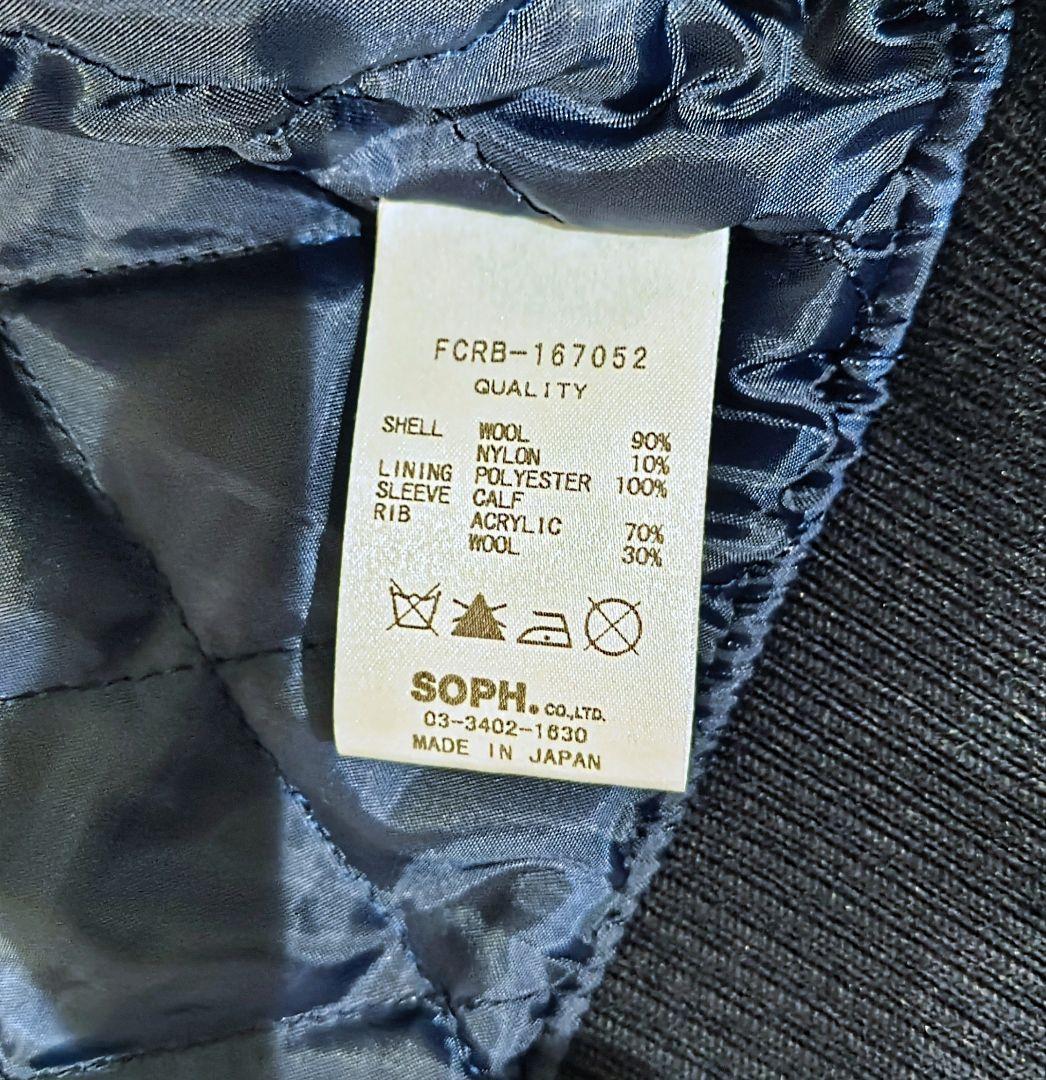 FCRB-167052
QUALITY
SHELL WOOL 90%
NYLON 10%
LINING POLYESTER 100%
SLEEVE CALF
RIB ACRYLIC 70%
WOOL 30%
SOPH. CO.,LTD.
03-3402-1630
MADE IN JAPAN